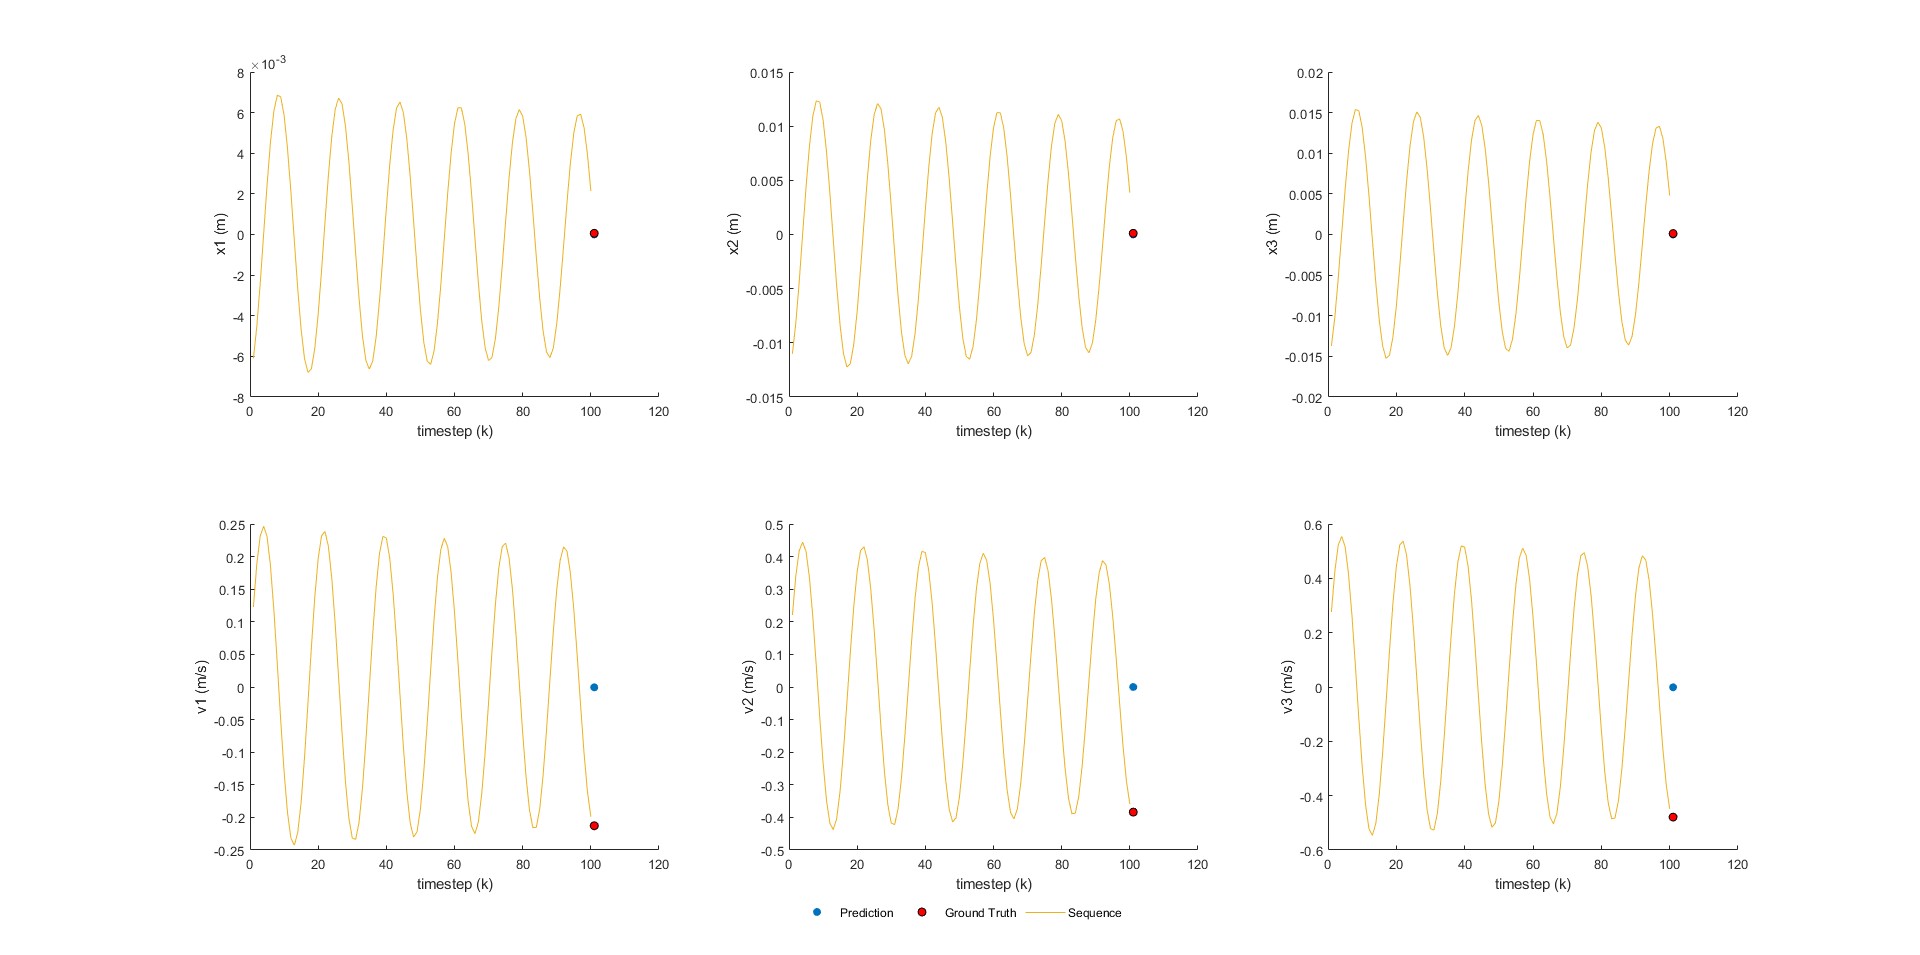 ×10-3
8
6
4
2
0
-2
-4
-6
-8
x1 (m)
0 20 40 60 80 100 120
timestep (k)
0.015
0.01
0.005
0
-0.005
-0.01
-0.015
x2 (m)
0 20 40 60 80 100 120
timestep (k)
0.02
0.015
0.01
0.005
0
-0.005
-0.01
-0.015
-0.02
x3 (m)
0 20 40 60 80 100 120
timestep (k)
0.25
0.2
0.15
0.1
0.05
0
-0.05
-0.1
-0.15
-0.2
-0.25
v1 (m/s)
0 20 40 60 80 100 120
timestep (k)
0.5
0.4
0.3
0.2
0.1
0
-0.1
-0.2
-0.3
-0.4
-0.5
v2 (m/s)
0 20 40 60 80 100 120
timestep (k)
0.6
0.4
0.2
0
-0.2
-0.4
-0.6
v3 (m/s)
0 20 40 60 80 100 120
timestep (k)
Prediction Ground Truth Sequence